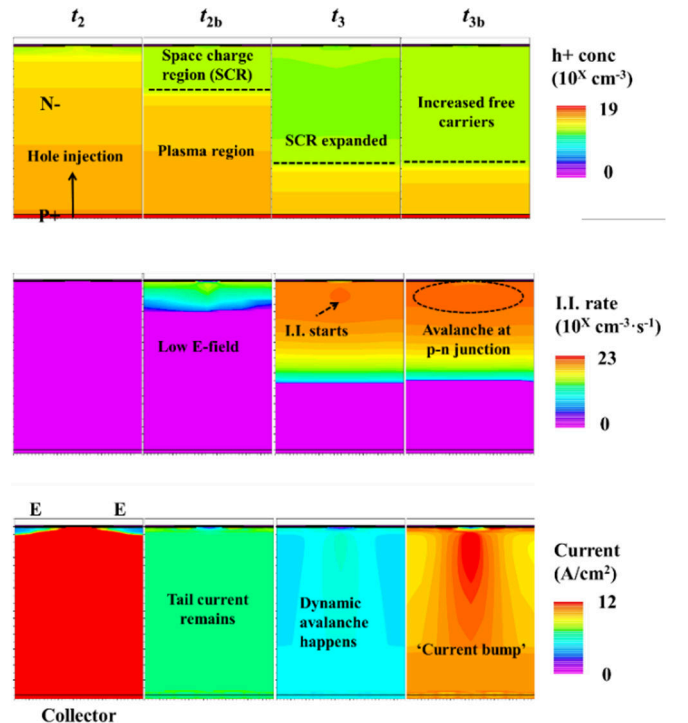 t2 t2b t3 t3b
Space charge
region (SCR)
N-
Hole injection
Plasma region
P+
SCR expanded
Increased free
carriers
h+ conc
(10^X cm-3)
19
0
Low E-field
I.I. starts
Avalanche at
p-n junction
I.I. rate
(10^X cm-3·s-1)
23
0
E E
Tail current
remains
Dynamic
avalanche
happens
‘Current bump’
Current
(A/cm2)
12
0
Collector